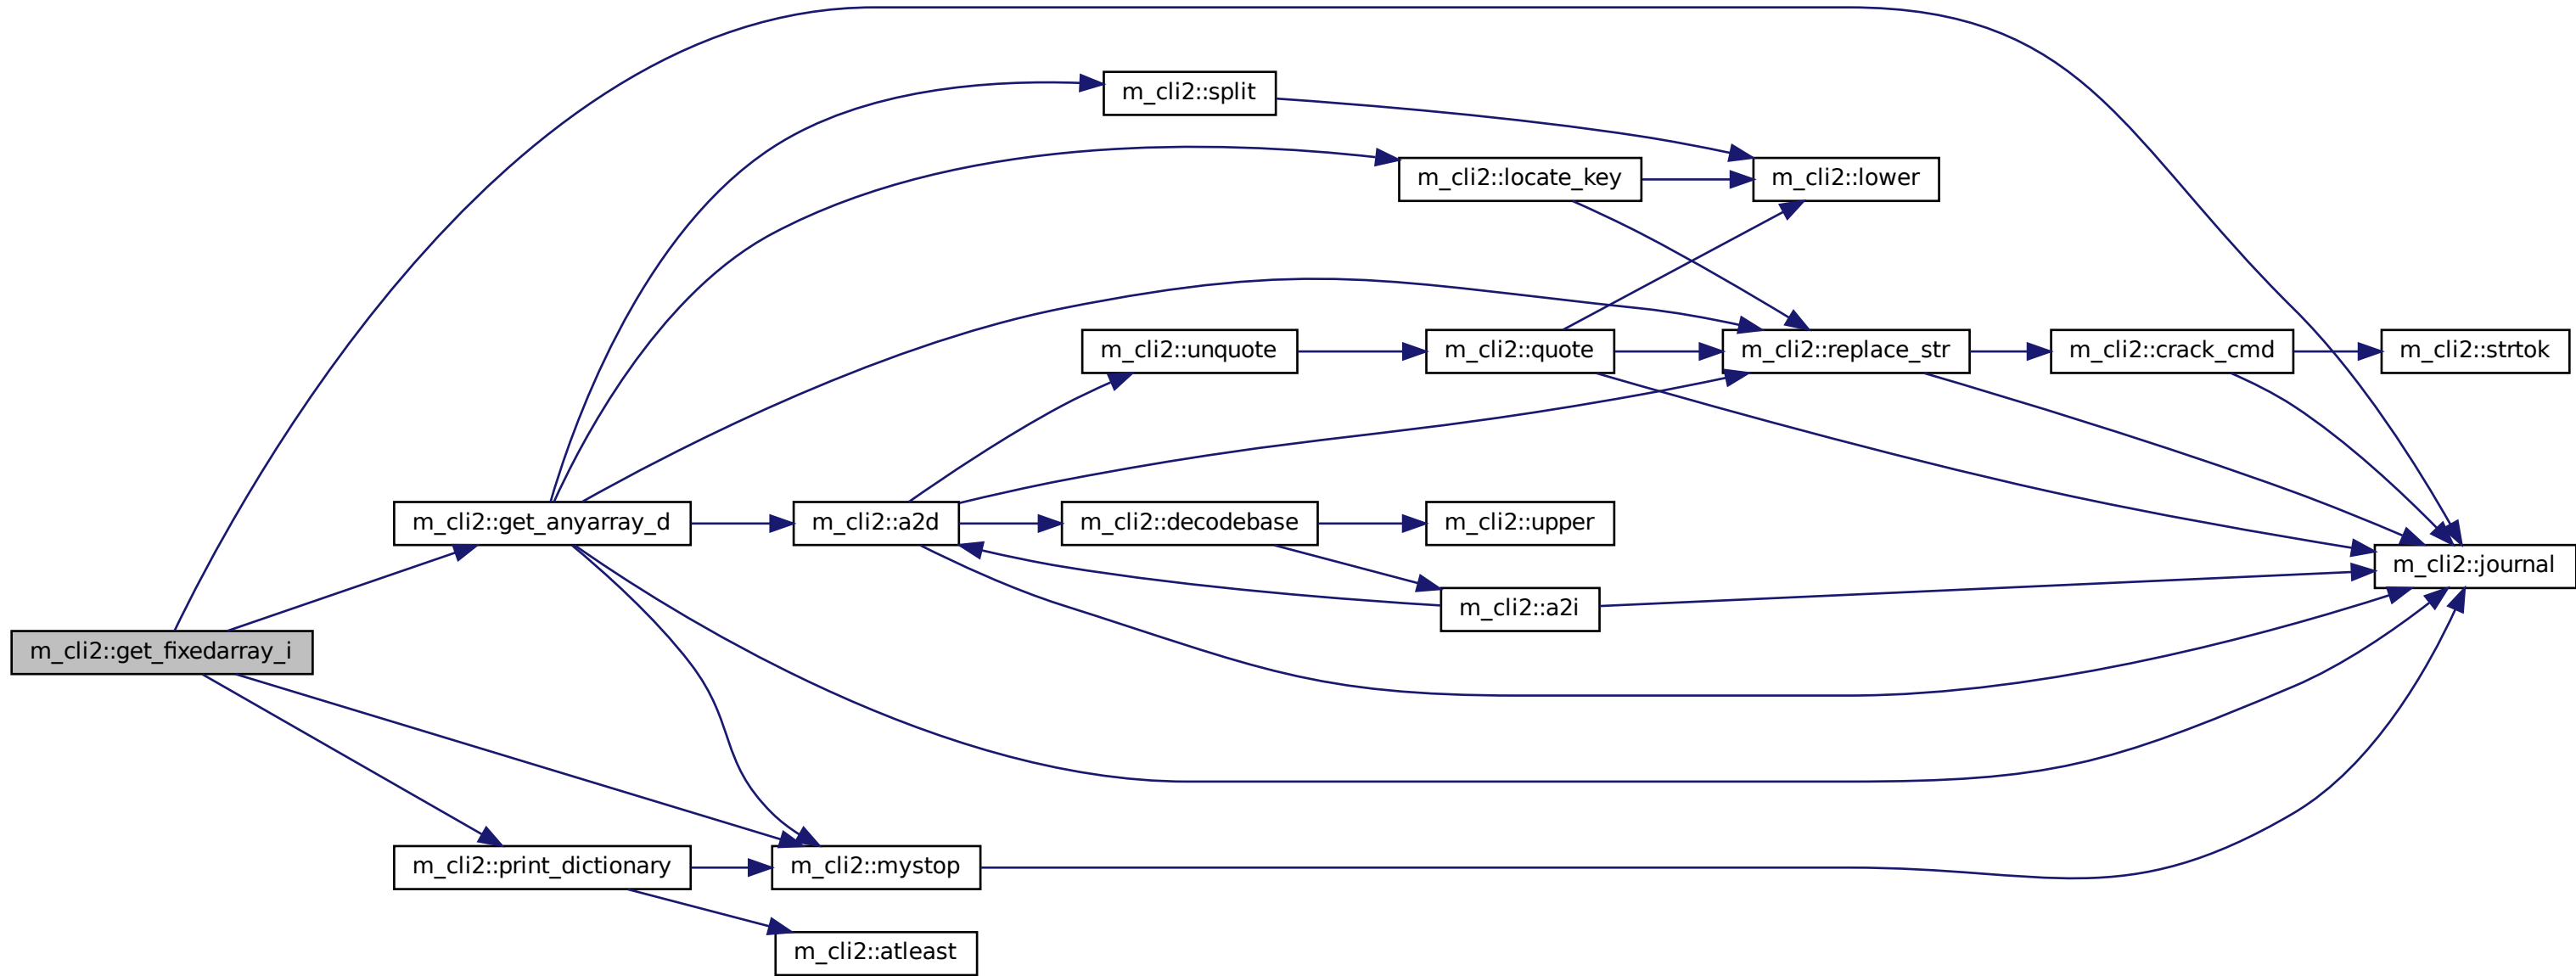 m_cli2::split
m_cli2::locate_key
m_cli2::lower
m_cli2::unquote
m_cli2::quote
m_cli2::replace_str
m_cli2::crack_cmd
m_cli2::strtok
m_cli2::get_anyarray_d
m_cli2::a2d
m_cli2::decodebase
m_cli2::upper
m_cli2::journal
m_cli2::a2i
m_cli2::get_fixedarray_i
m_cli2::print_dictionary
m_cli2::mystop
m_cli2::atleast